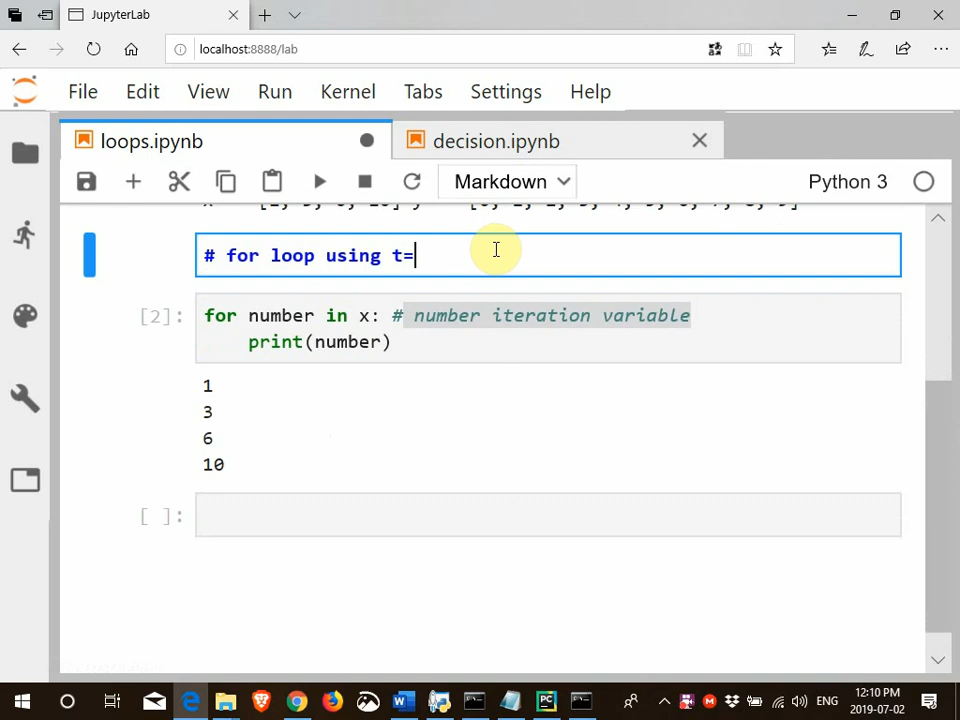 JupyterLab
localhost:8888/lab
File Edit View Run Kernel Tabs Settings Help
loops.ipynb decision.ipynb
Markdown Python 3
# for loop using t=
[2]: for number in x: # number iteration variable
print(number)
1
3
6
10
[ ]:
ENG 12:10 PM
2019-07-02